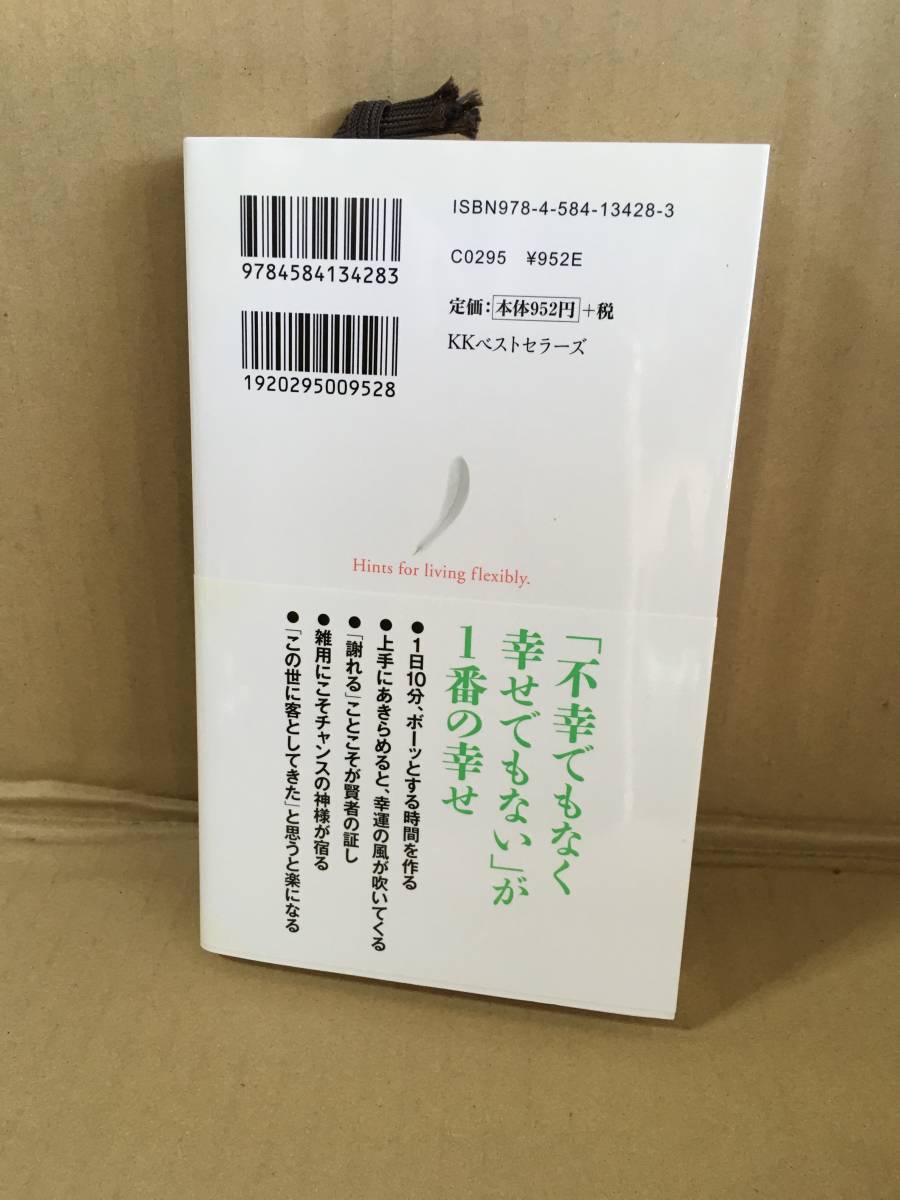 ISBN978-4-584-13428-3
9784584134283
C0295 ¥952E
定価：本体952円+税
KKベストセラーズ
1920295009528
Hints for living flexibly.
「不幸でもなく
幸せでもない」が
1番の幸せ
●1日10分、ボーッとする時間を作る
●上手にあきらめると、幸運の風が吹いてくる
●「謝れる」ことこそが賢者の証し
●雑用にこそチャンスの神様が宿る
●「この世に客としてきた」と思うと楽になる